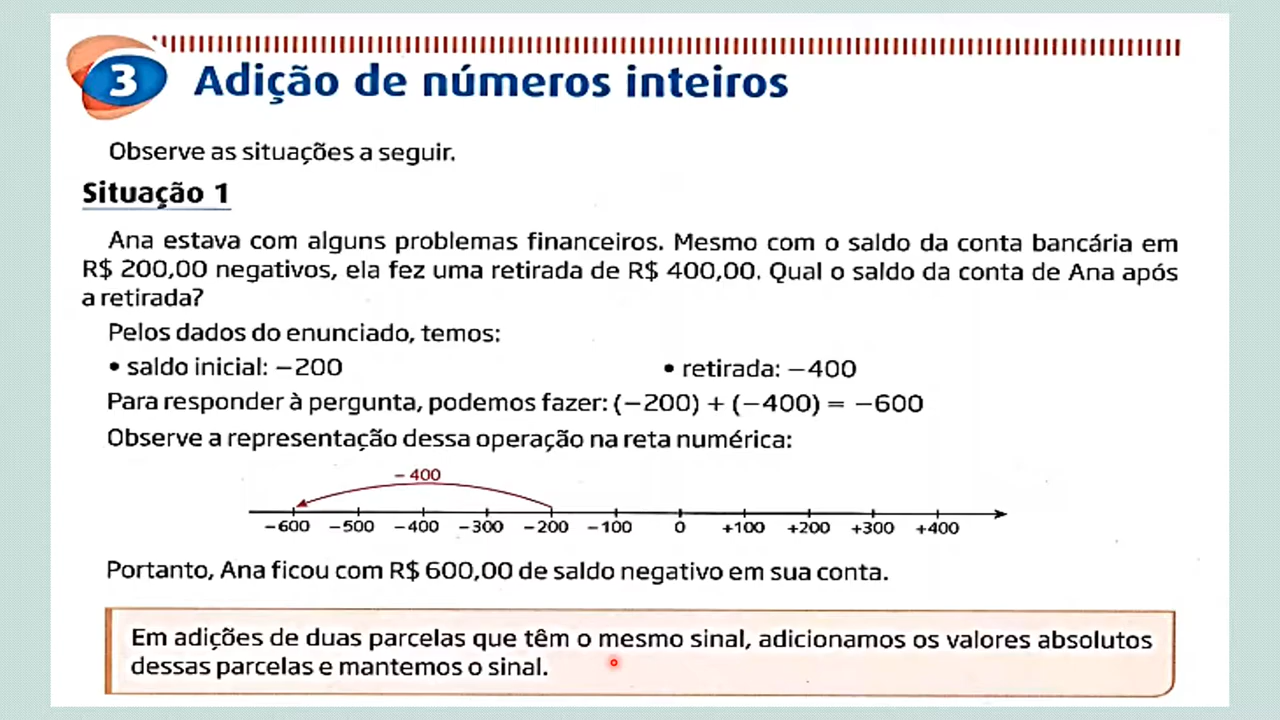 3 Adição de números inteiros
Observe as situações a seguir.
Situação 1
Ana estava com alguns problemas financeiros. Mesmo com o saldo da conta bancária em
R$ 200,00 negativos, ela fez uma retirada de R$ 400,00. Qual o saldo da conta de Ana após
a retirada?
Pelos dados do enunciado, temos:
• saldo inicial: −200 • retirada: −400
Para responder à pergunta, podemos fazer: (−200) + (−400) = −600
Observe a representação dessa operação na reta numérica:
− 400
−600 −500 −400 −300 −200 −100 0 +100 +200 +300 +400
Portanto, Ana ficou com R$ 600,00 de saldo negativo em sua conta.
Em adições de duas parcelas que têm o mesmo sinal, adicionamos os valores absolutos
dessas parcelas e mantemos o sinal.